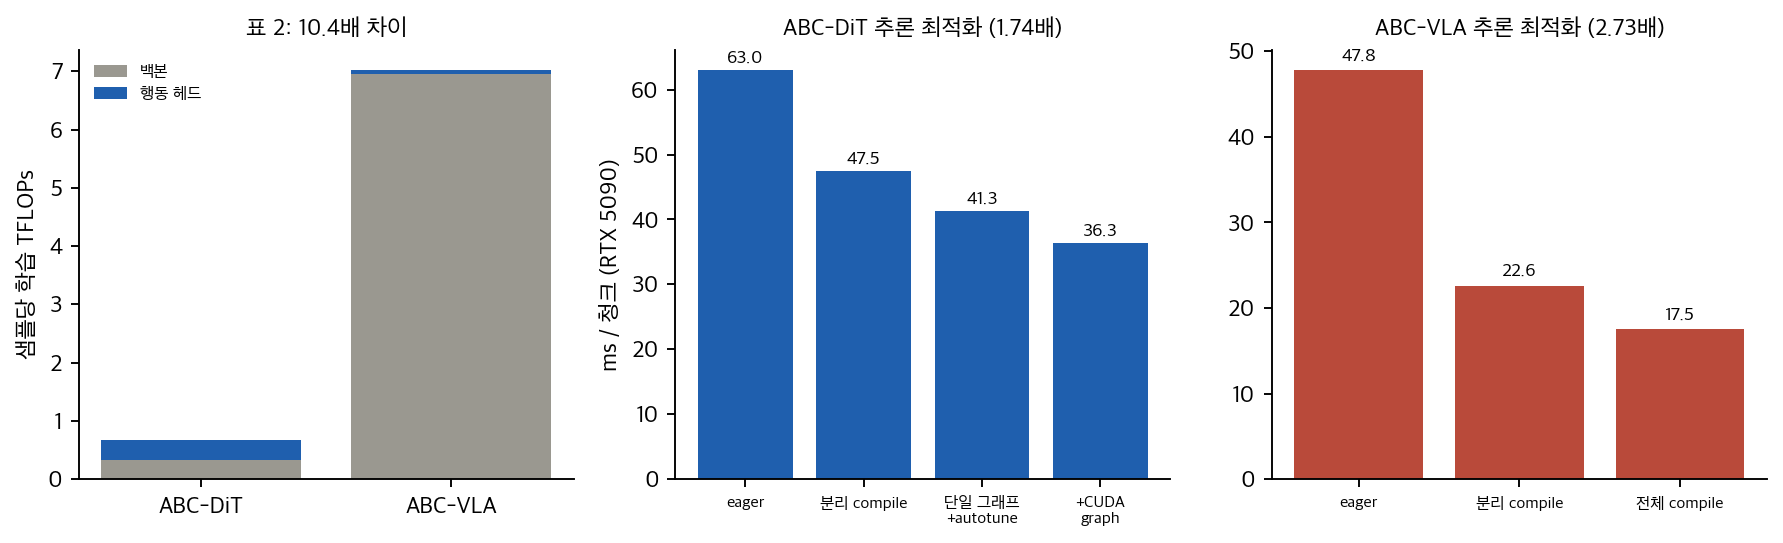 표 2: 10.4배 차이
샘플당 학습 TFLOPs
7
6
5
4
3
2
1
0
백본
행동 헤드
ABC-DiT
ABC-VLA
ABC-DiT 추론 최적화 (1.74배)
ms / 청크 (RTX 5090)
60
50
40
30
20
10
0
63.0
47.5
41.3
36.3
eager
분리 compile
단일 그래프
+autotune
+CUDA
graph
ABC-VLA 추론 최적화 (2.73배)
50
40
30
20
10
0
47.8
22.6
17.5
eager
분리 compile
전체 compile